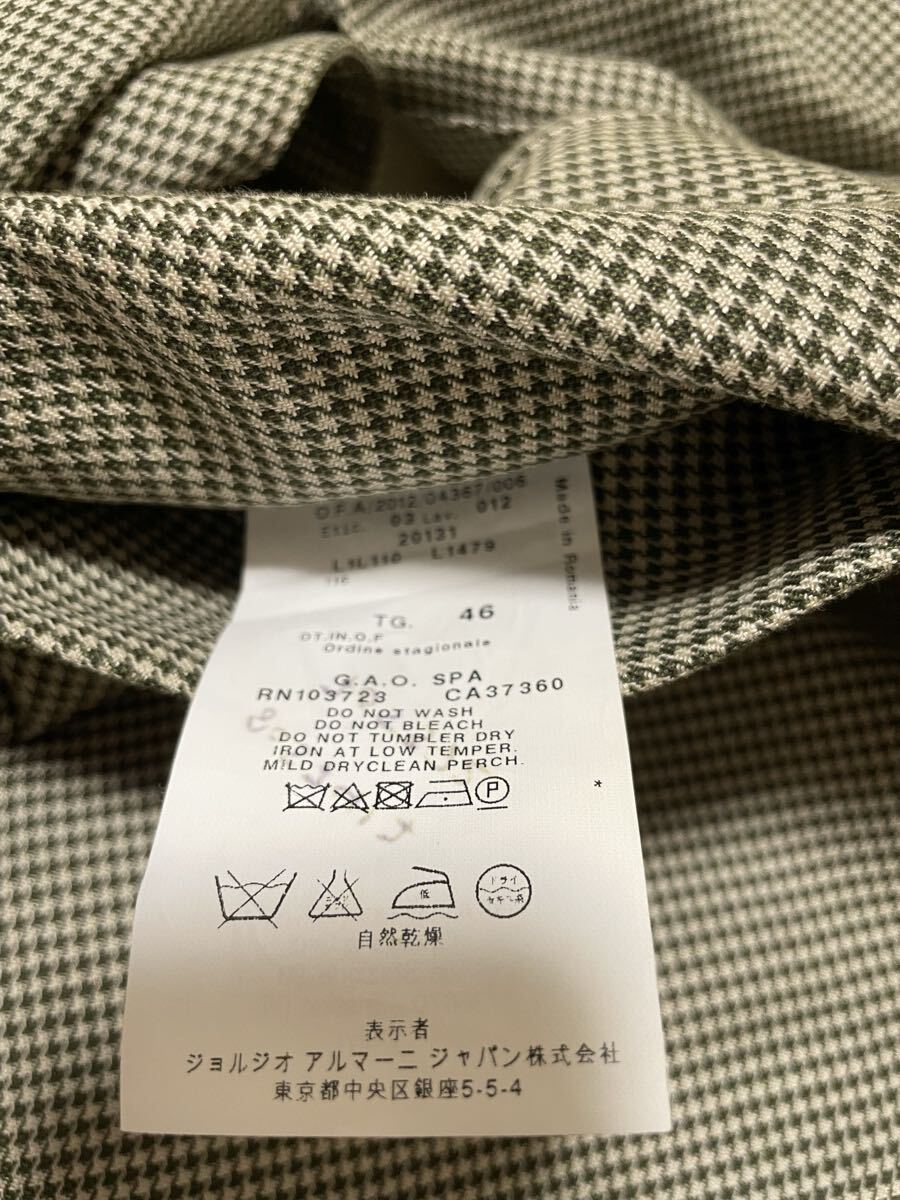 O.F.A/2012/04367/006
Etic. 03 Lav. 012
20131
L1L110 L1479
TG. 46
DT.IN.O.F
Ordine stagionale
Made in Romania
G.A.O. SPA
RN103723 CA37360
DO NOT WASH
DO NOT BLEACH
DO NOT TUMBLER DRY
IRON AT LOW TEMPER.
MILD DRYCLEAN PERCH.
P
*
低
ドライ
セキユ系
自然乾燥
表示者
ジョルジオ アルマーニ ジャパン株式会社
東京都中央区銀座5-5-4